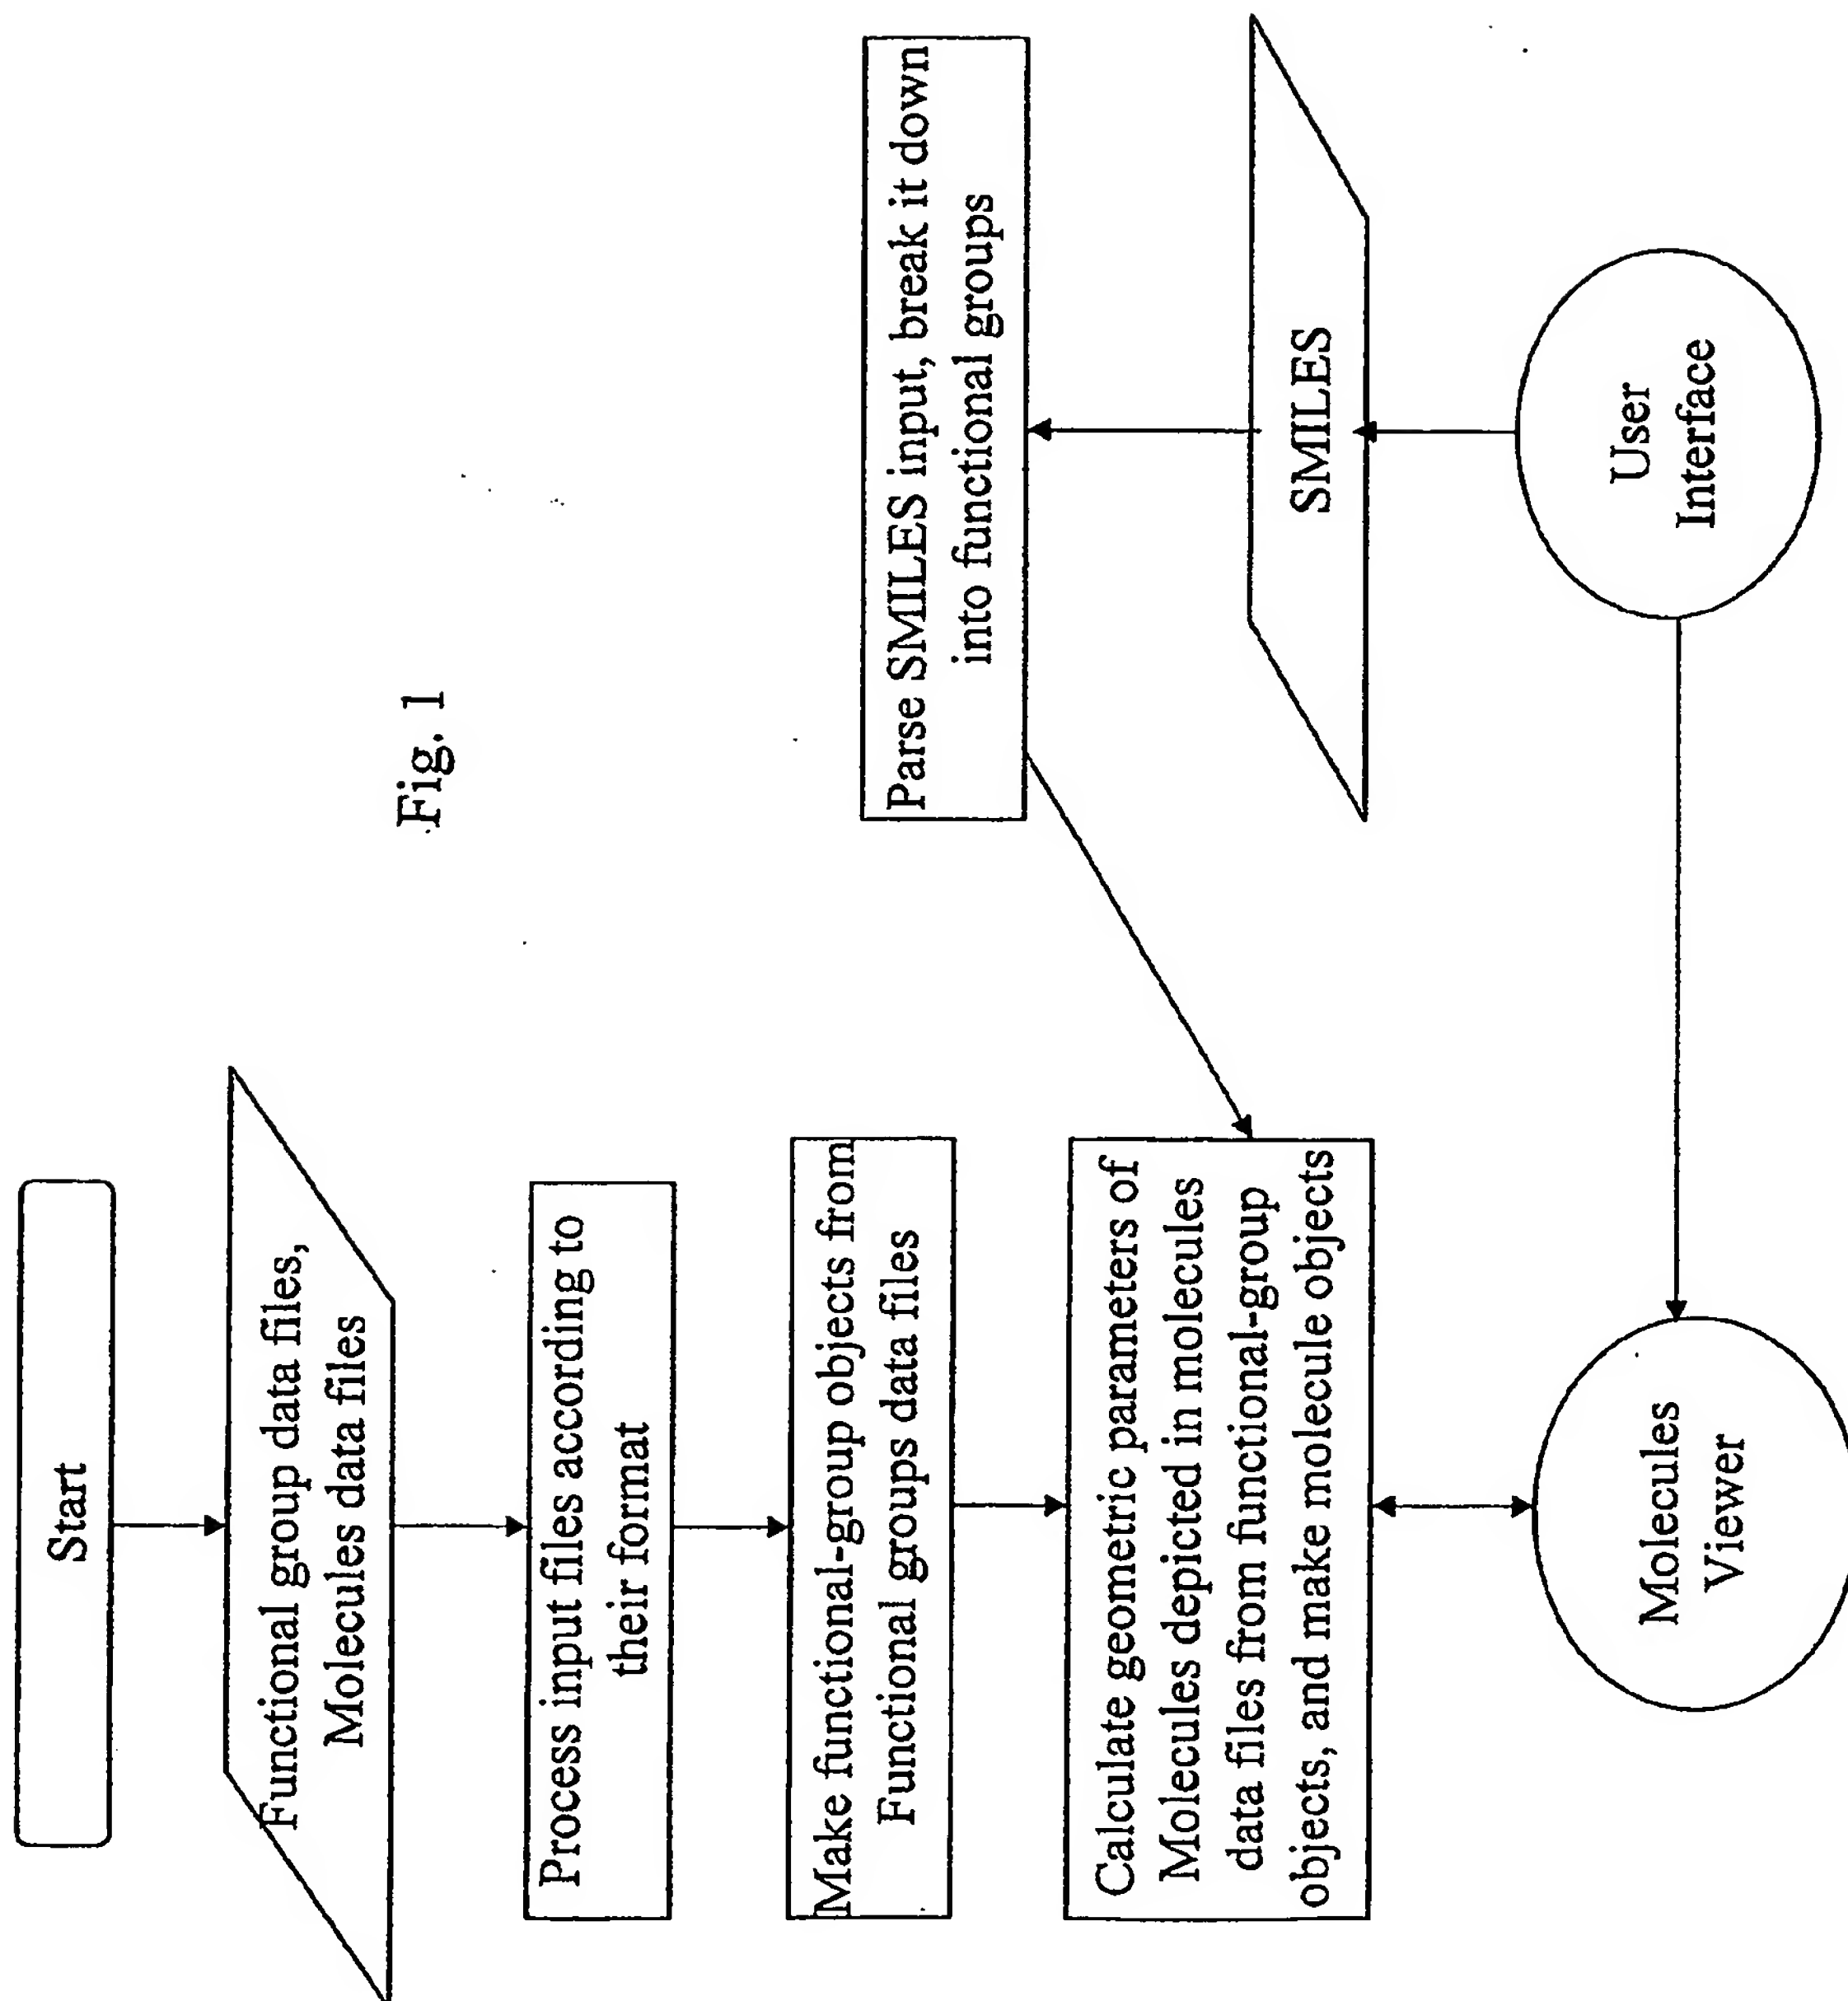 Fig. 1
Start
Functional group data files,
Molecules data files
Process input files according to
their format
Make functional-group objects from
Functional groups data files
Calculate geometric parameters of
Molecules depicted in molecules
data files from functional-group
objects, and make molecule objects
Molecules
Viewer
Parse SMILES input, break it down
into functional groups
SMILES
User
Interface